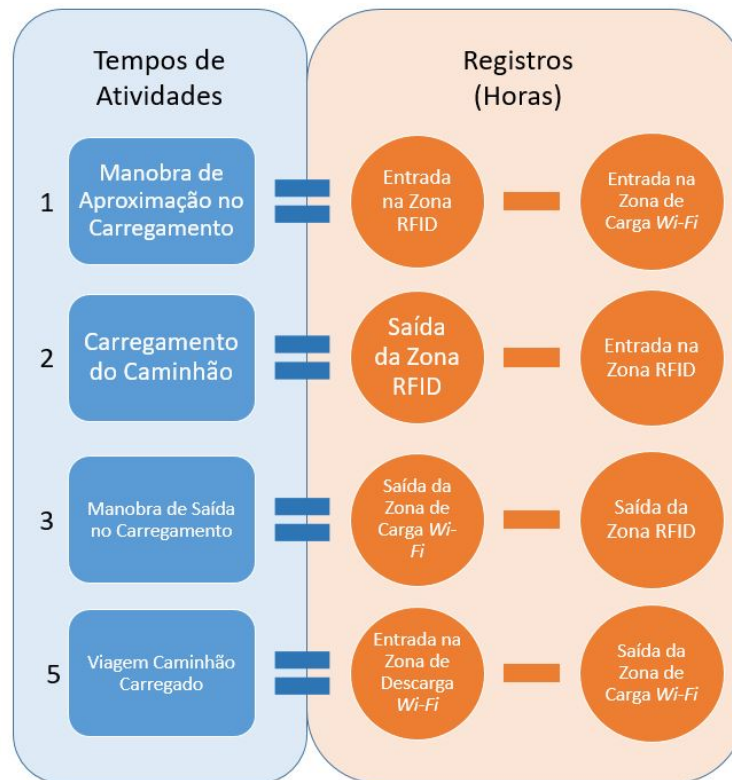 Tempos de
Atividades
Registros
(Horas)
1
Manobra de
Aproximação no
Carregamento
Entrada
na Zona
RFID
Entrada na
Zona de
Carga Wi-Fi
2
Carregamento
do Caminhão
Saída
da Zona
RFID
Entrada na
Zona RFID
3
Manobra de Saída
no Carregamento
Saída da
Zona de
Carga Wi-
Fi
Saída da
Zona RFID
5
Viagem Caminhão
Carregado
Entrada na
Zona de
Descarga
Wi-Fi
Saída da
Zona de
Carga Wi-Fi